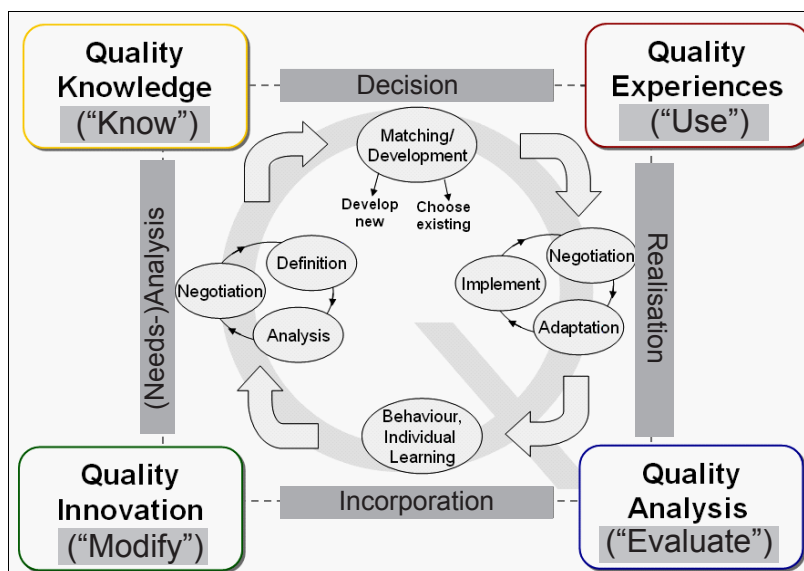 Quality
Knowledge
(“Know”)
Decision
Quality
Experiences
(“Use”)
Matching/
Development
Develop
new
Choose
existing
(Needs-)Analysis
Negotiation
Definition
Analysis
Implement
Negotiation
Adaptation
Realisation
Behaviour,
Individual
Learning
Quality
Innovation
(“Modify”)
Incorporation
Quality
Analysis
(“Evaluate”)